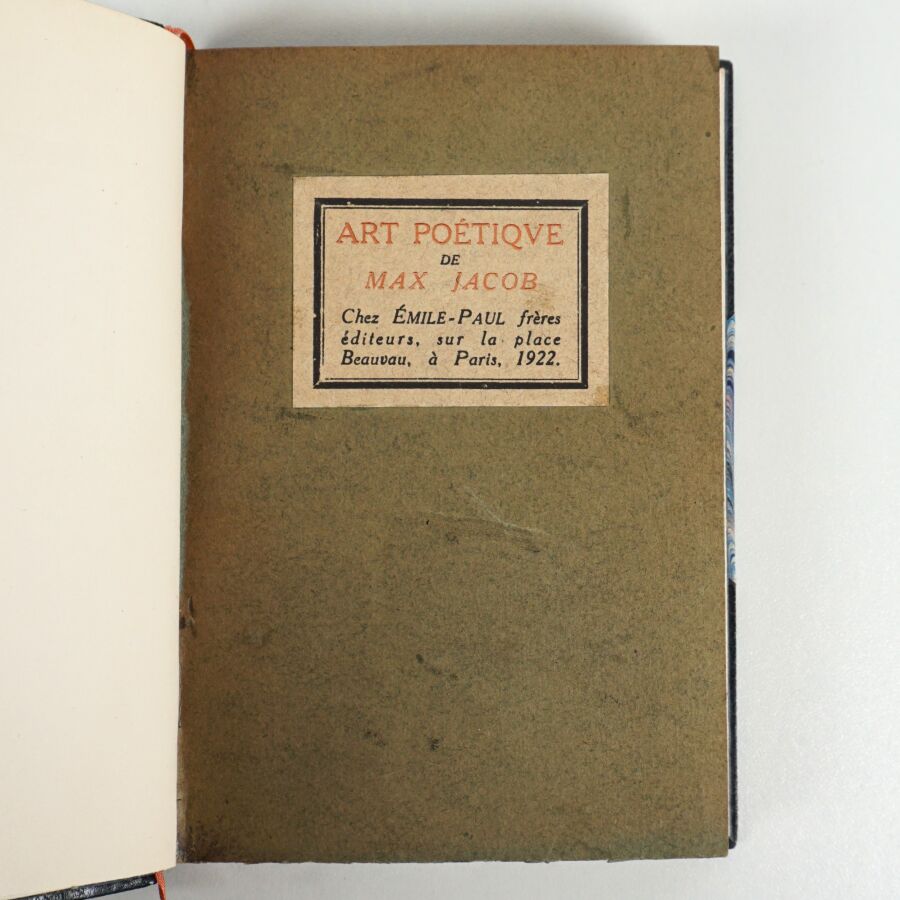 ART POÉTIQVE
DE
MAX JACOB
Chez ÉMILE-PAUL frères
éditeurs, sur la place
Beauvau, à Paris, 1922.